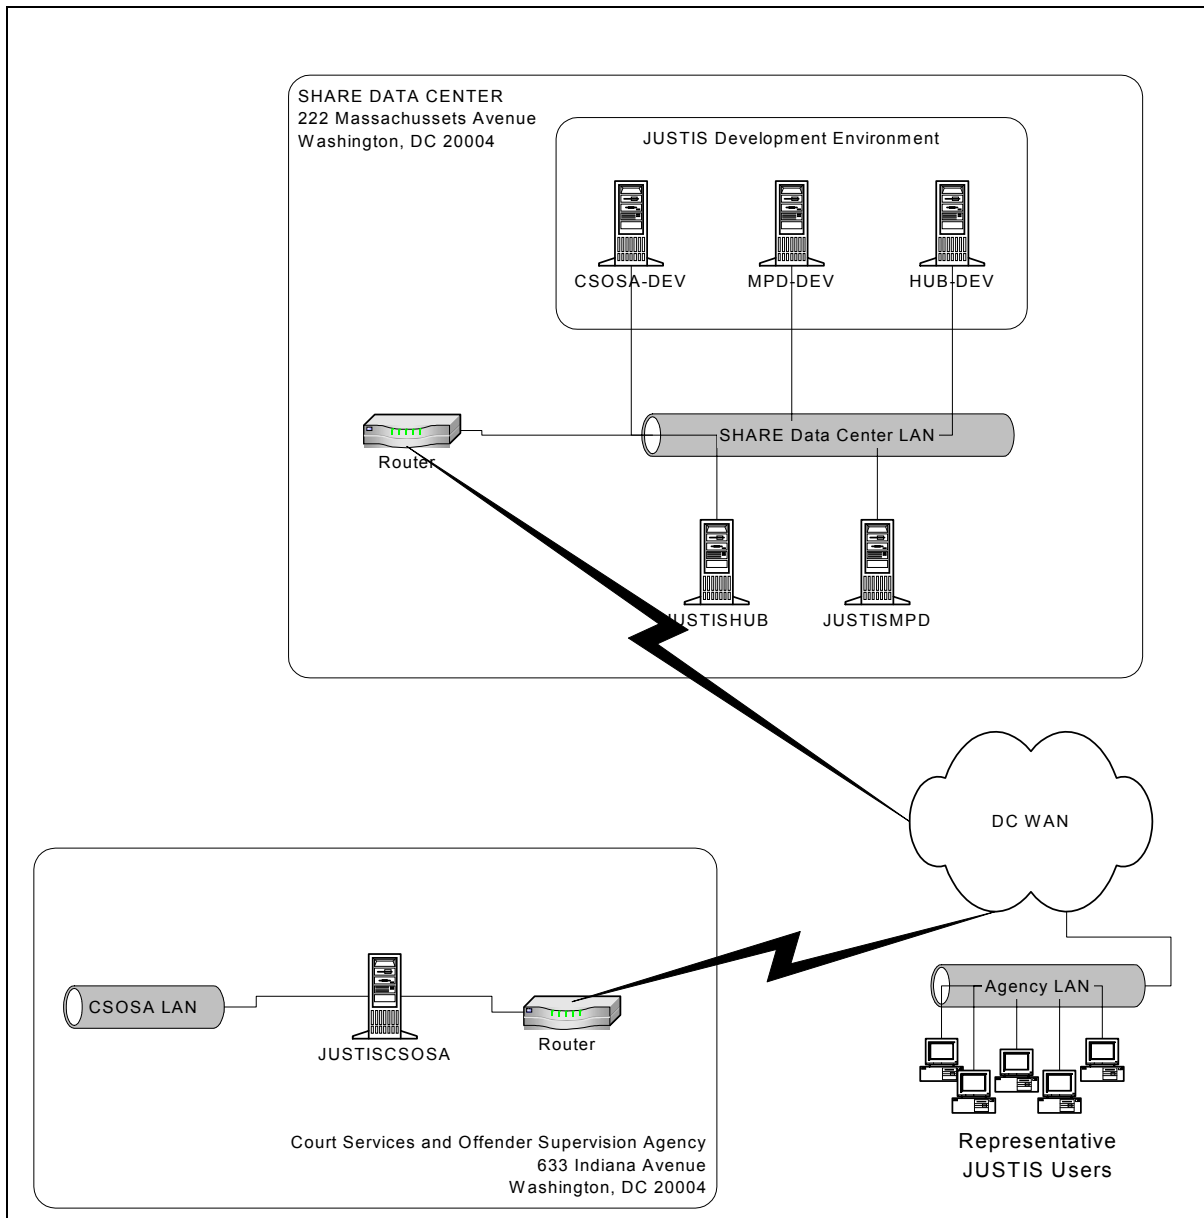 SHARE DATA CENTER
222 Massachussets Avenue
Washington, DC 20004
JUSTIS Development Environment
CSOSA-DEV
MPD-DEV
HUB-DEV
SHARE Data Center LAN
Router
JUSTISHUB
JUSTISMPD
DC WAN
CSOSA LAN
JUSTISCSOSA
Router
Agency LAN
Court Services and Offender Supervision Agency
633 Indiana Avenue
Washington, DC 20004
Representative
JUSTIS Users